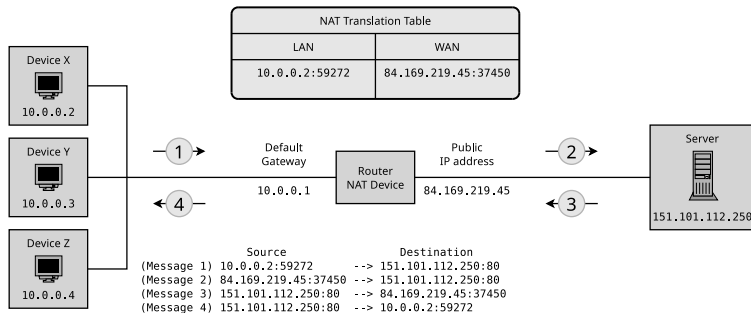 NAT Translation Table
LAN WAN
10.0.0.2:59272 84.169.219.45:37450
Device X
10.0.0.2
Device Y
10.0.0.3
Device Z
10.0.0.4
1
4
Default
Gateway
10.0.0.1
Router
NAT Device
Public
IP address
84.169.219.45
2
3
Server
151.101.112.250
Source Destination
(Message 1) 10.0.0.2:59272 --> 151.101.112.250:80
(Message 2) 84.169.219.45:37450 --> 151.101.112.250:80
(Message 3) 151.101.112.250:80 --> 84.169.219.45:37450
(Message 4) 151.101.112.250:80 --> 10.0.0.2:59272